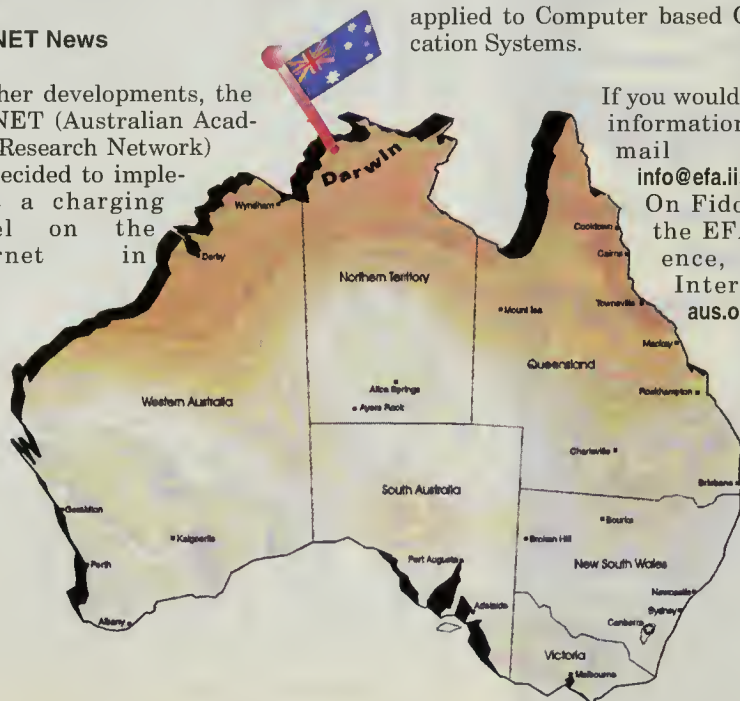 NET News
her developments, the
NET (Australian Acad-
Research Network)
ecided to imple-
a charging
el on the
rnet in
applied to Computer based C
cation Systems.
If you would
information
mail
info@efa.ii
On Fido
the EFA
ence,
Inter
aus.o
Darwin
Wyndham
Derby
Northern Territory
Cooktown
Cairns
Mount Isa
Townsville
Mackay
Queensland
Rockhampton
Alice Springs
Ayers Rock
Western Australia
Charleville
Brisbane
South Australia
Geraldton
Kalgoorlie
Bourke
Broken Hill
New South Wales
Port Augusta
Perth
Newcastle
Sydney
Adelaide
Canberra
Albany
Victoria
Melbourne